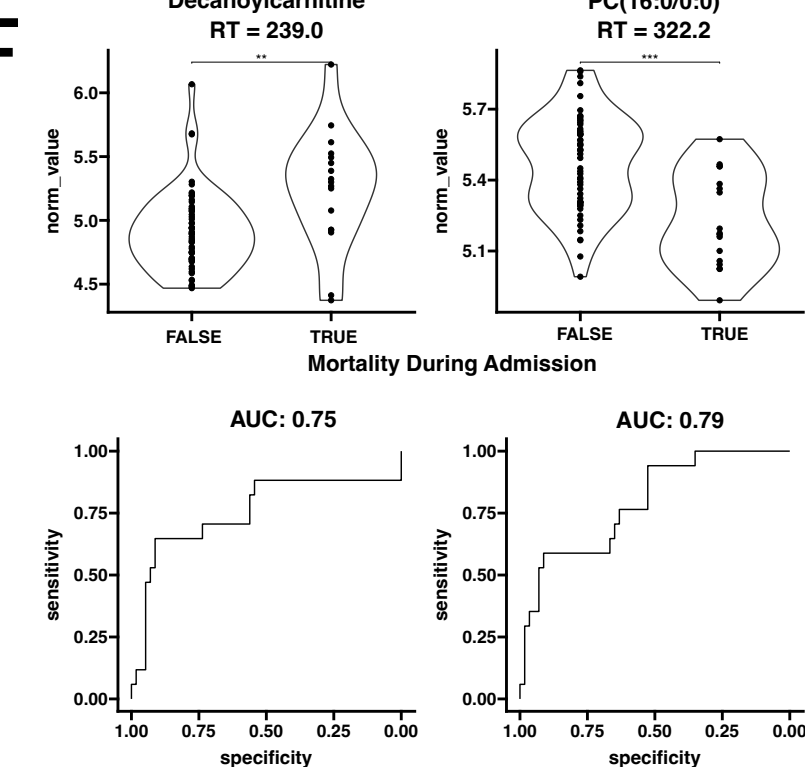 Decanoylcarnitine
RT = 239.0
PC(16:0/0:0)
RT = 322.2
**
***
norm_value
6.0
5.5
5.0
4.5
norm_value
5.7
5.4
5.1
FALSE TRUE
FALSE TRUE
Mortality During Admission
AUC: 0.75
AUC: 0.79
sensitivity
1.00
0.75
0.50
0.25
0.00
1.00 0.75 0.50 0.25 0.00
specificity
sensitivity
1.00
0.75
0.50
0.25
0.00
1.00 0.75 0.50 0.25 0.00
specificity